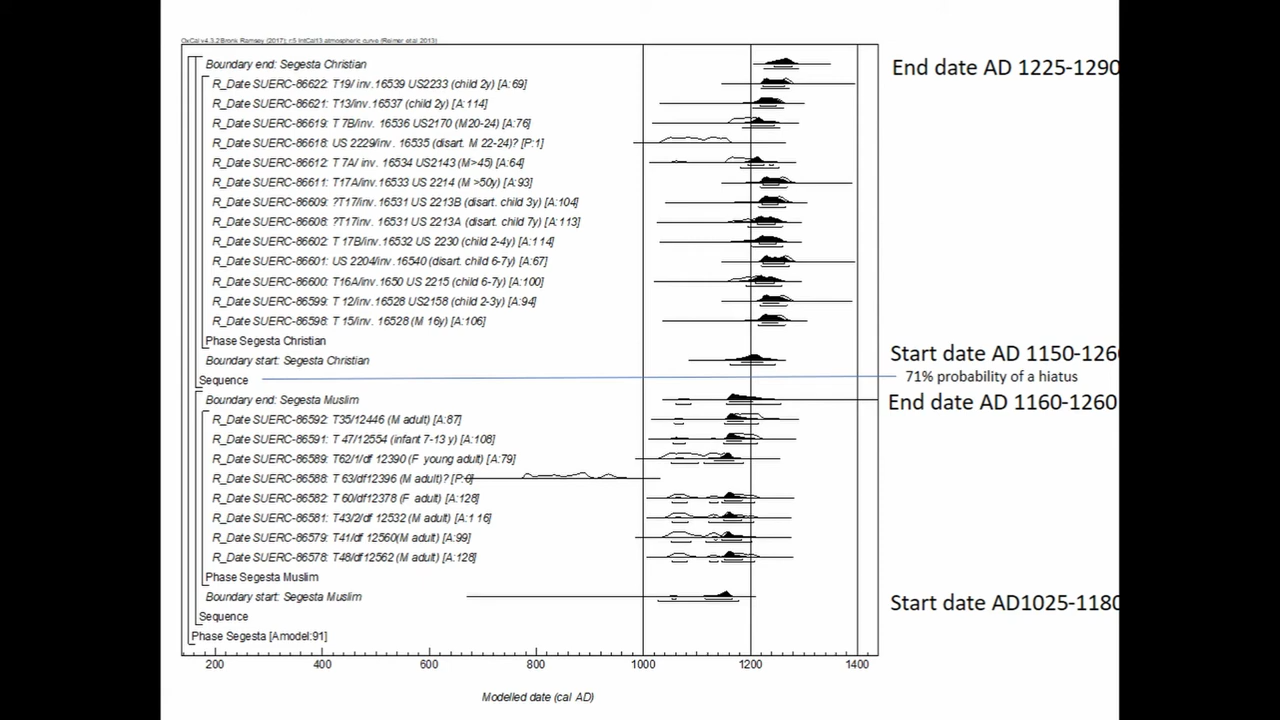 OxCal v4.3.2 Bronk Ramsey (2017); r:5 IntCal13 atmospheric curve (Reimer et al 2013)
Boundary end: Segesta Christian
End date AD 1225-1290
R_Date SUERC-86622: T19/ inv.16539 US2233 (child 2y) [A:69]
R_Date SUERC-86621: T13/inv.16537 (child 2y) [A:114]
R_Date SUERC-86619: T 7B/inv. 16536 US2170 (M20-24) [A:76]
R_Date SUERC-86618: US 2229/inv. 16535 (disart. M 22-24)? [P:1]
R_Date SUERC-86612: T 7A/ inv. 16534 US2143 (M>45) [A:64]
R_Date SUERC-86611: T17A/inv.16533 US 2214 (M >50y) [A:93]
R_Date SUERC-86609: ?T17/inv.16531 US 2213B (disart. child 3y) [A:104]
R_Date SUERC-86608: ?T17/inv.16531 US 2213A (disart. child 7y) [A:113]
R_Date SUERC-86602: T 17B/inv.16532 US 2230 (child 2-4y) [A:114]
R_Date SUERC-86601: US 2204/inv.16540 (disart. child 6-7y) [A:67]
R_Date SUERC-86600: T16A/inv.1650 US 2215 (child 6-7y) [A:100]
R_Date SUERC-86599: T 12/inv.16528 US2158 (child 2-3y) [A:94]
R_Date SUERC-86598: T 15/inv. 16528 (M 16y) [A:106]
Phase Segesta Christian
Boundary start: Segesta Christian
Start date AD 1150-126
Sequence
71% probability of a hiatus
Boundary end: Segesta Muslim
End date AD 1160-1260
R_Date SUERC-86592: T35/12446 (M adult) [A:87]
R_Date SUERC-86591: T 47/12554 (infant 7-13 y) [A:108]
R_Date SUERC-86589: T62/1/df 12390 (F young adult) [A:79]
R_Date SUERC-86588: T 63/df12396 (M adult)? [P:0]
R_Date SUERC-86582: T 60/df12378 (F adult) [A:128]
R_Date SUERC-86581: T43/2/df 12532 (M adult) [A:116]
R_Date SUERC-86579: T41/df 12560(M adult) [A:99]
R_Date SUERC-86578: T48/df12562 (M adult) [A:128]
Phase Segesta Muslim
Boundary start: Segesta Muslim
Start date AD1025-1180
Sequence
Phase Segesta [Amodel:91]
200 400 600 800 1000 1200 1400
Modelled date (cal AD)